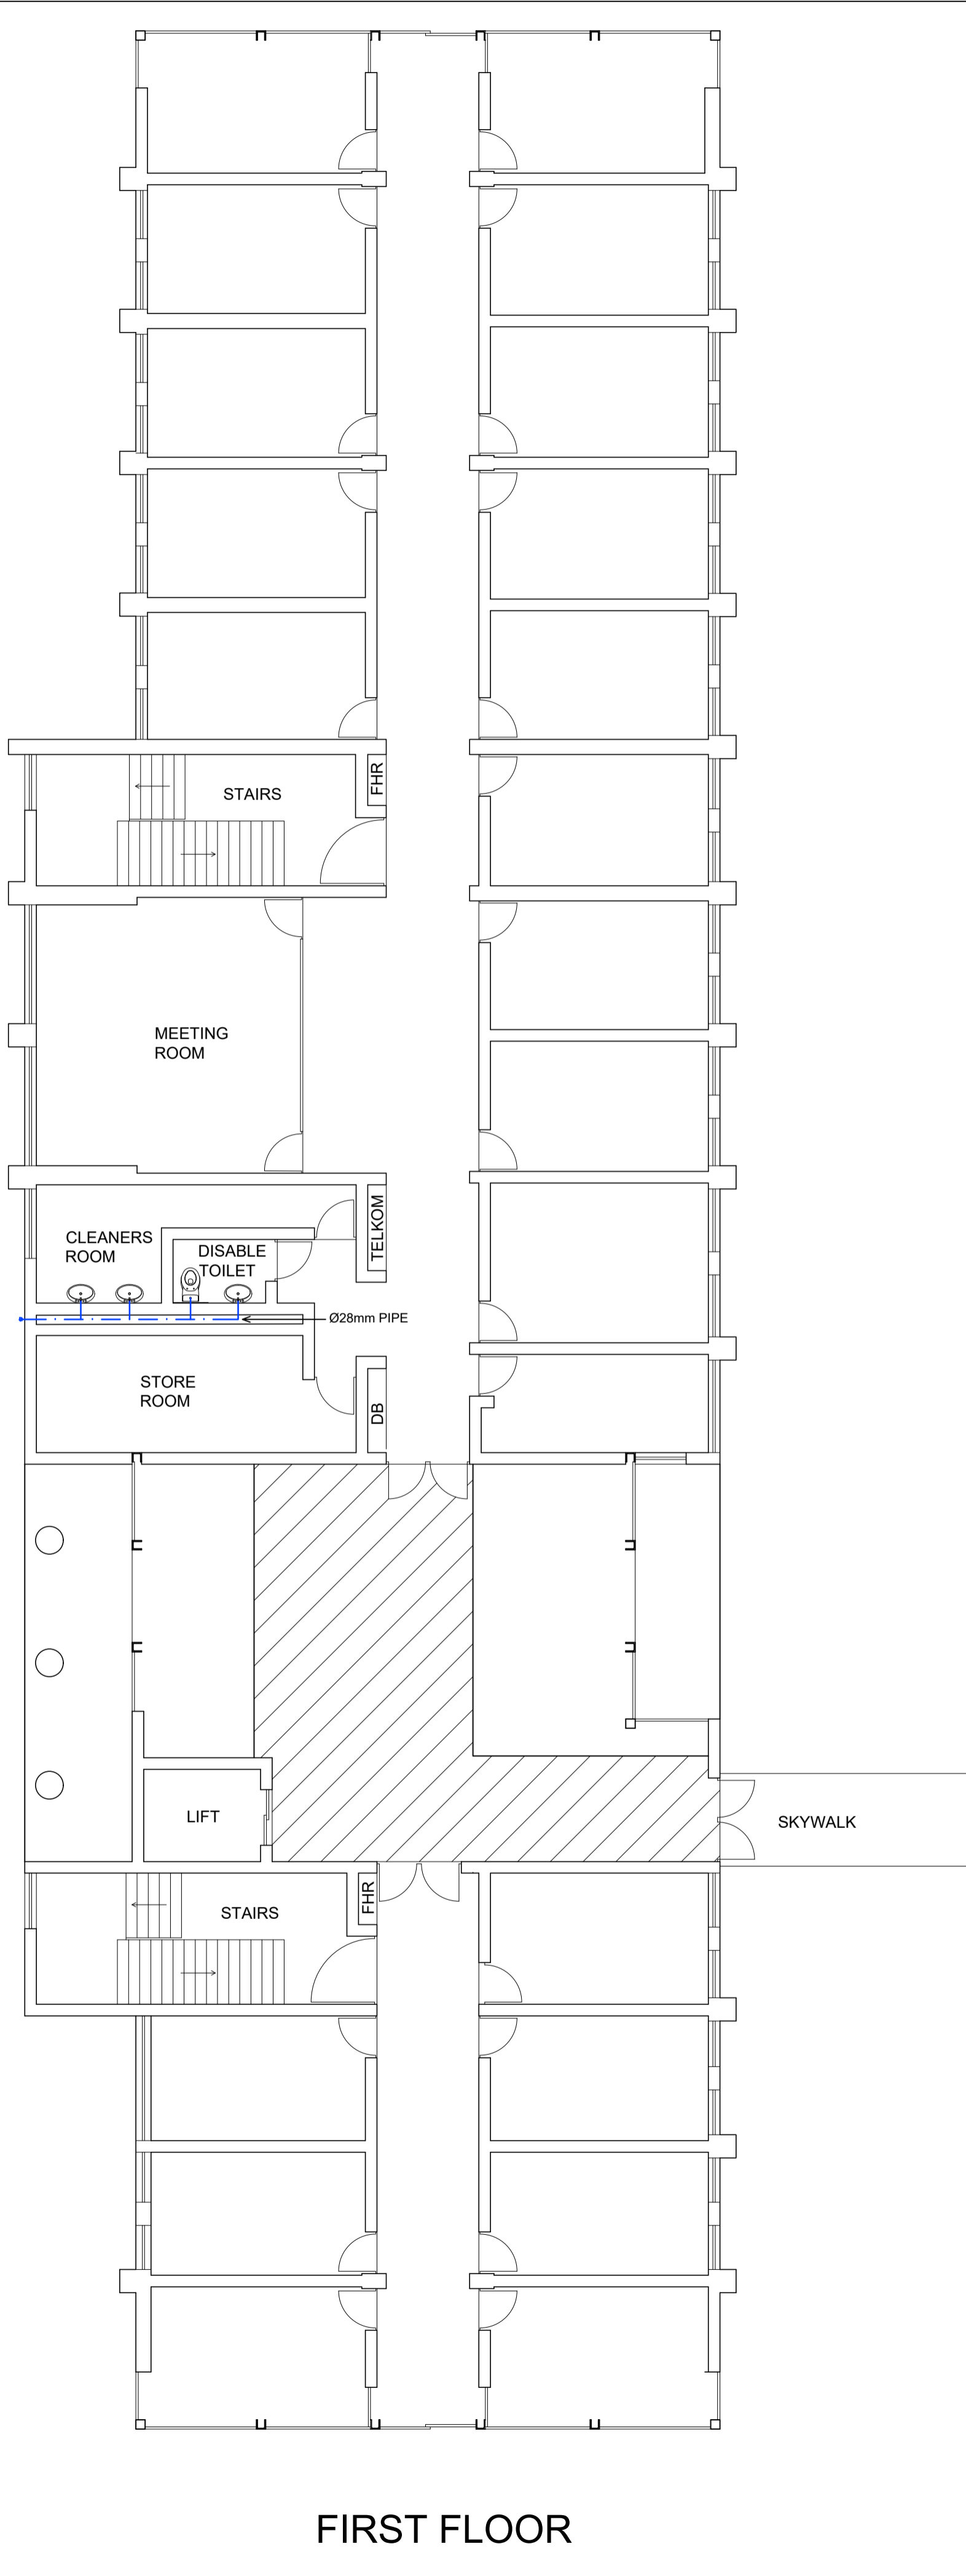 FHR
STAIRS
MEETING
ROOM
TELKOM
CLEANERS
ROOM
DISABLE
TOILET
Ø28mm PIPE
STORE
ROOM
DB
LIFT
SKYWALK
FHR
STAIRS
FIRST FLOOR